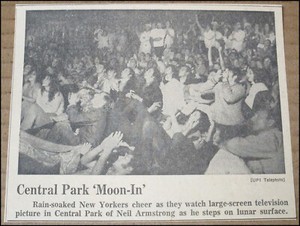 (UPI Telephoto)
Central Park 'Moon-In'
Rain-soaked New Yorkers cheer as they watch large-screen television
picture in Central Park of Neil Armstrong as he steps on lunar surface.